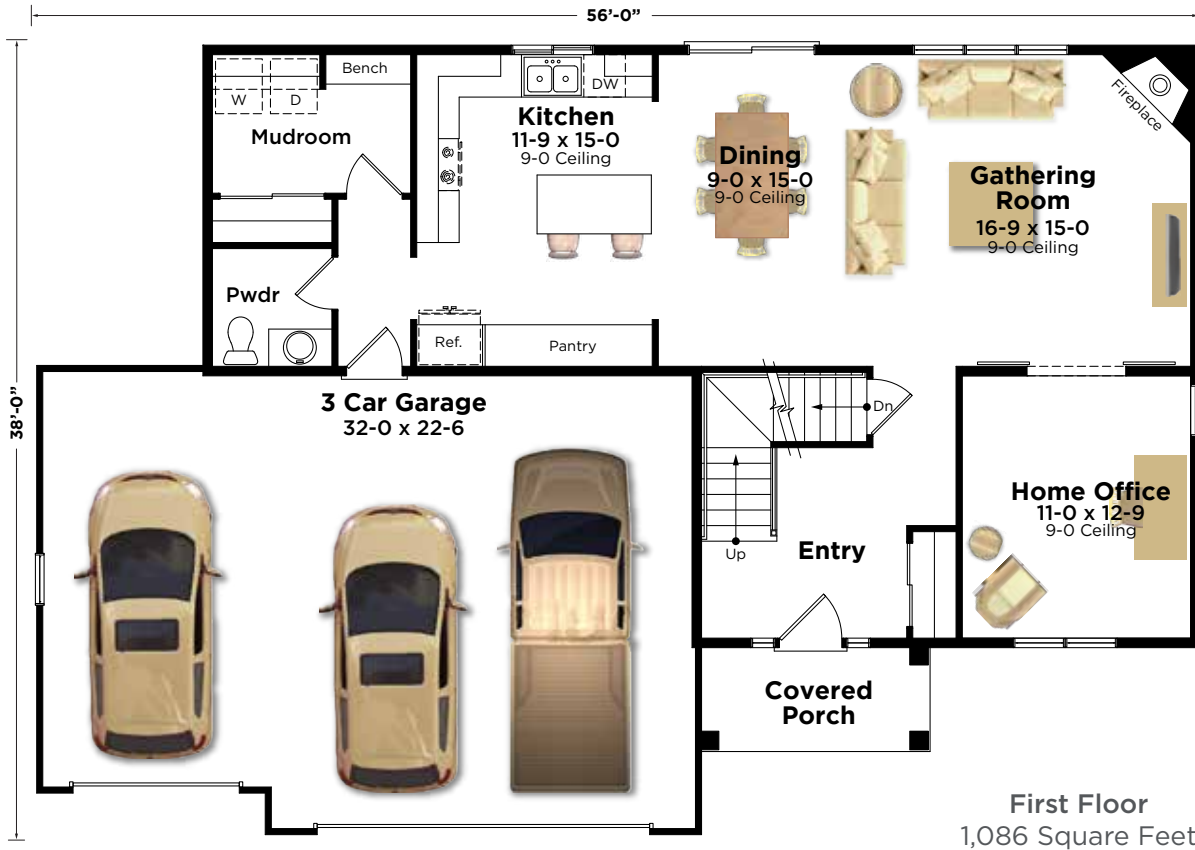 56'-0"
38'-0"
W
D
Bench
Mudroom
Kitchen
11-9 x 15-0
9-0 Ceiling
DW
Dining
9-0 x 15-0
9-0 Ceiling
Fireplace
Gathering
Room
16-9 x 15-0
9-0 Ceiling
Pwdr
Ref.
Pantry
3 Car Garage
32-0 x 22-6
Dn
Up
Entry
Home Office
11-0 x 12-9
9-0 Ceiling
Covered
Porch
First Floor
1,086 Square Feet